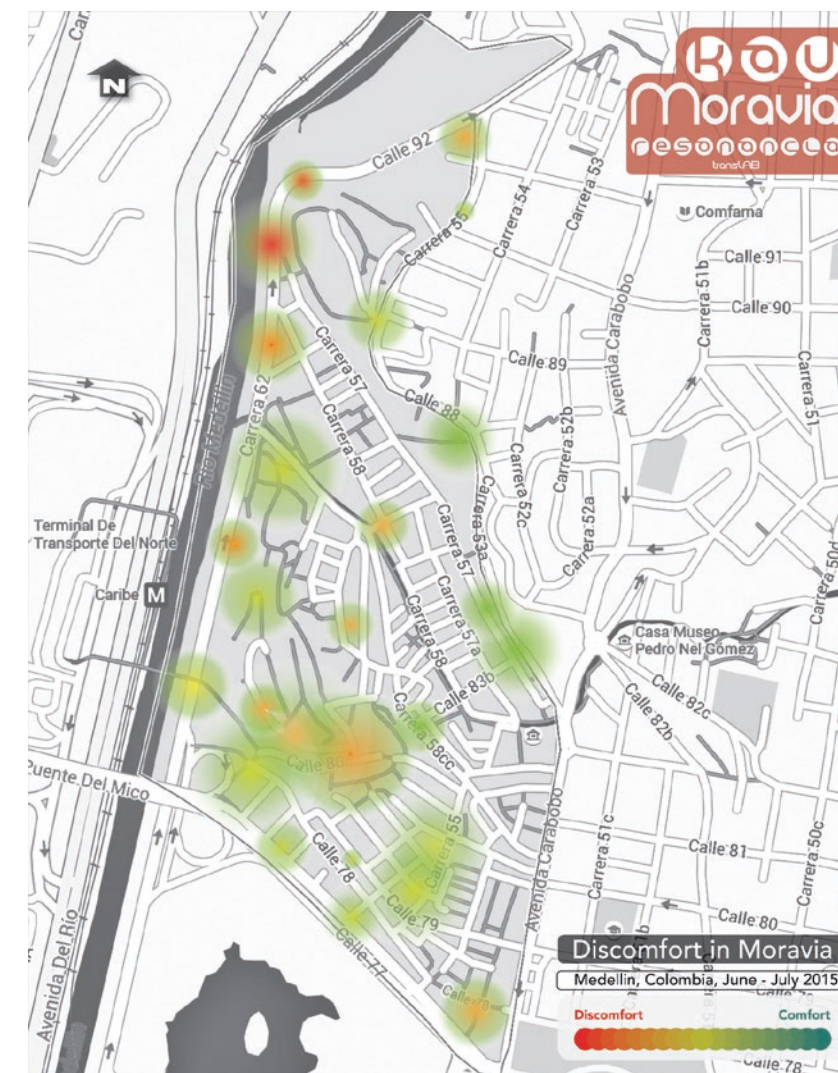 N
kau
Moravia
resonancia
transLAB
Calle 92
Carrera 53
Carrera 54
Carrera 55
Comfama
Calle 91
Carrera 51b
Calle 90
Avenida Carabobo
Calle 89
Carrera 51
Carrera 57
Calle 88
Carrera 62
Río Medellín
Carrera 58
Carrera 52b
Carrera 52c
Carrera 53a
Carrera 52a
Terminal De
Transporte Del Norte
Carrera 57
Carrera 50d
Caribe M
Carrera 57a
Carrera 58
Casa Museo
Pedro Nel Gómez
Calle 83b
Calle 82c
Calle 82b
Carrera 58cc
Puente Del Mico
Carrera 55
Calle 78
Calle 81
Carrera 51c
Carrera 50c
Avenida Carabobo
Calle 79
Calle 80
Calle 77
Avenida Del Río
Discomfort in Moravia
Medellin, Colombia, June - July 2015
Discomfort
Comfort
Calle 78